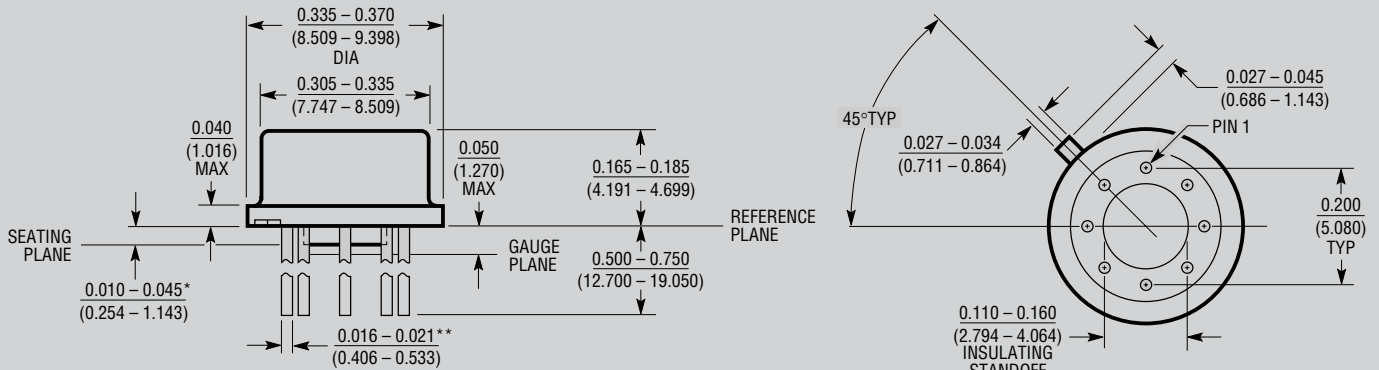 0.335 – 0.370
(8.509 – 9.398)
DIA
0.305 – 0.335
(7.747 – 8.509)
0.040
(1.016)
MAX
0.050
(1.270)
MAX
0.165 – 0.185
(4.191 – 4.699)
REFERENCE
PLANE
SEATING
PLANE
GAUGE
PLANE
0.500 – 0.750
(12.700 – 19.050)
0.010 – 0.045*
(0.254 – 1.143)
0.016 – 0.021**
(0.406 – 0.533)
45°TYP
0.027 – 0.045
(0.686 – 1.143)
PIN 1
0.027 – 0.034
(0.711 – 0.864)
0.200
(5.080)
TYP
0.110 – 0.160
(2.794 – 4.064)
INSULATING
STANDOFF